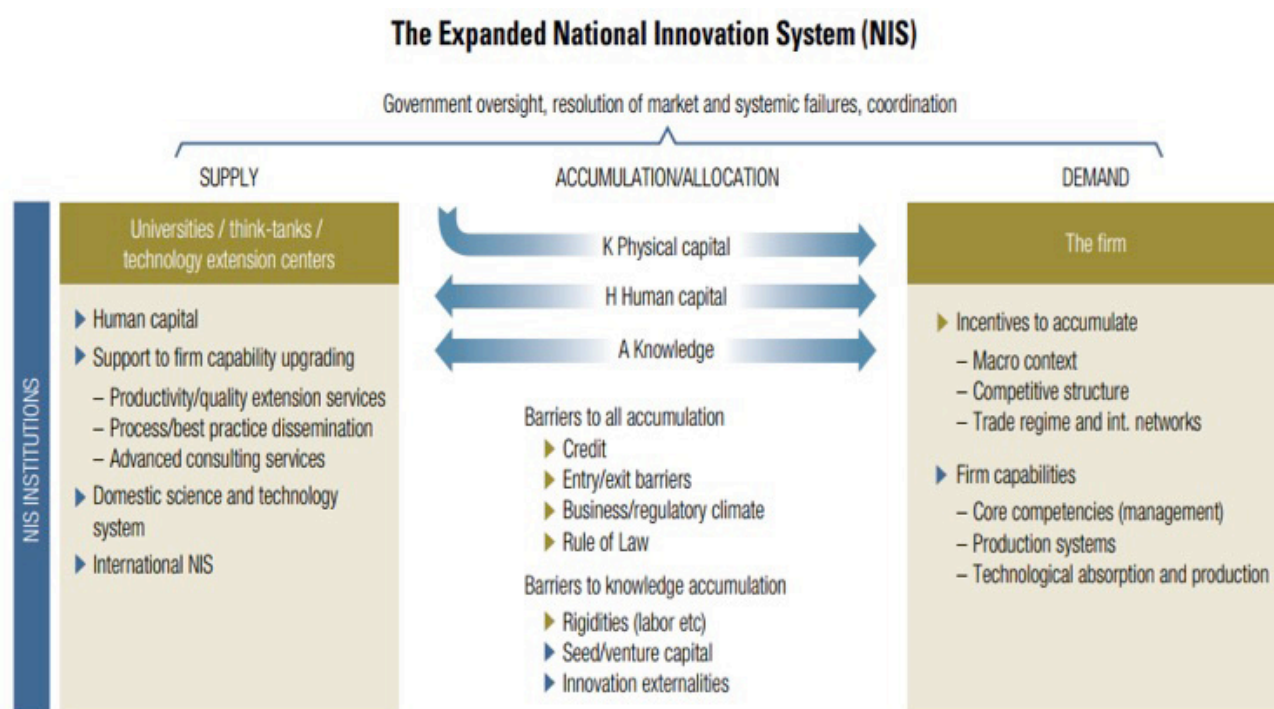 The Expanded National Innovation System (NIS)
Government oversight, resolution of market and systemic failures, coordination
SUPPLY
ACCUMULATION/ALLOCATION
DEMAND
NIS INSTITUTIONS
Universities / think-tanks /
technology extension centers
Human capital
Support to firm capability upgrading
– Productivity/quality extension services
– Process/best practice dissemination
– Advanced consulting services
Domestic science and technology
system
International NIS
K Physical capital
H Human capital
A Knowledge
Barriers to all accumulation
Credit
Entry/exit barriers
Business/regulatory climate
Rule of Law
Barriers to knowledge accumulation
Rigidities (labor etc)
Seed/venture capital
Innovation externalities
The firm
Incentives to accumulate
– Macro context
– Competitive structure
– Trade regime and int. networks
Firm capabilities
– Core competencies (management)
– Production systems
– Technological absorption and production